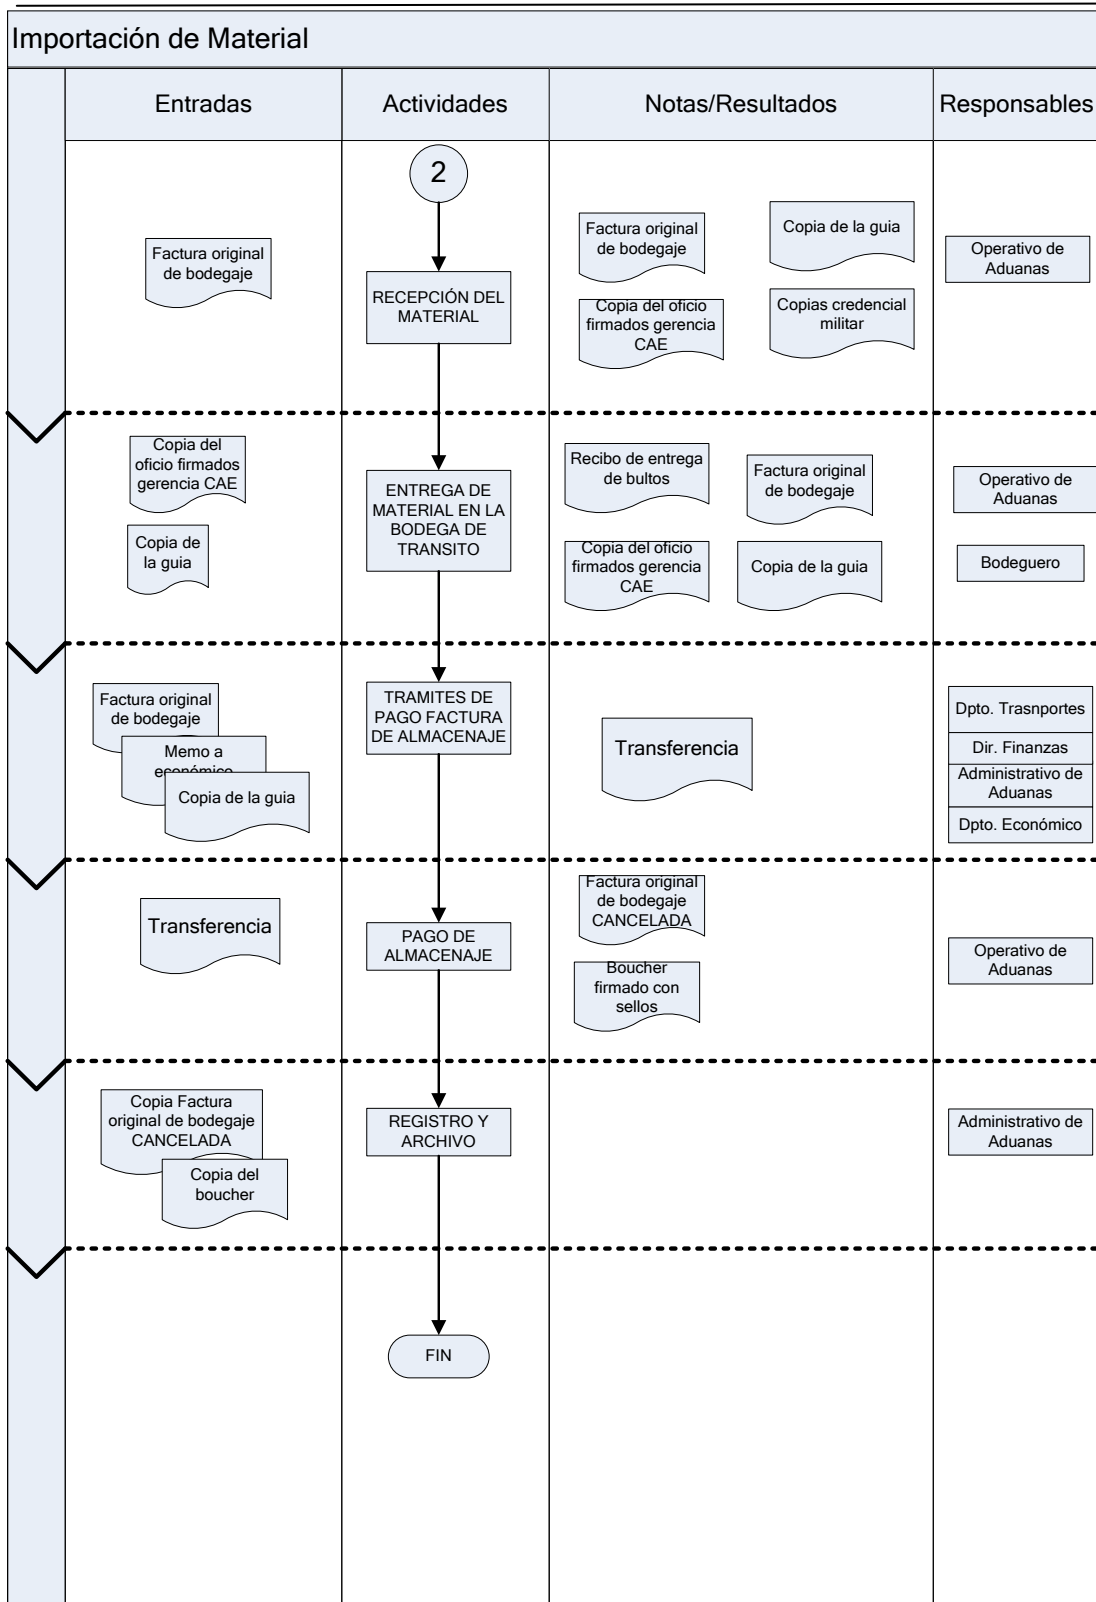 Importación de Material
Entradas
Actividades
Notas/Resultados
Responsables
2
Factura original
de bodegaje
RECEPCIÓN DEL
MATERIAL
Factura original
de bodegaje
Copia de la guia
Copia del oficio
firmados gerencia
CAE
Copias credencial
militar
Operativo de
Aduanas
Copia del
oficio firmados
gerencia CAE
Copia de
la guia
ENTREGA DE
MATERIAL EN LA
BODEGA DE
TRANSITO
Recibo de entrega
de bultos
Factura original
de bodegaje
Copia del oficio
firmados gerencia
CAE
Copia de la guia
Operativo de
Aduanas
Bodeguero
Factura original
de bodegaje
Memo a
económico
Copia de la guia
TRAMITES DE
PAGO FACTURA
DE ALMACENAJE
Transferencia
Dpto. Trasnportes
Dir. Finanzas
Administrativo de
Aduanas
Dpto. Económico
Transferencia
PAGO DE
ALMACENAJE
Factura original
de bodegaje
CANCELADA
Boucher
firmado con
sellos
Operativo de
Aduanas
Copia Factura
original de bodegaje
CANCELADA
Copia del
boucher
REGISTRO Y
ARCHIVO
Administrativo de
Aduanas
FIN